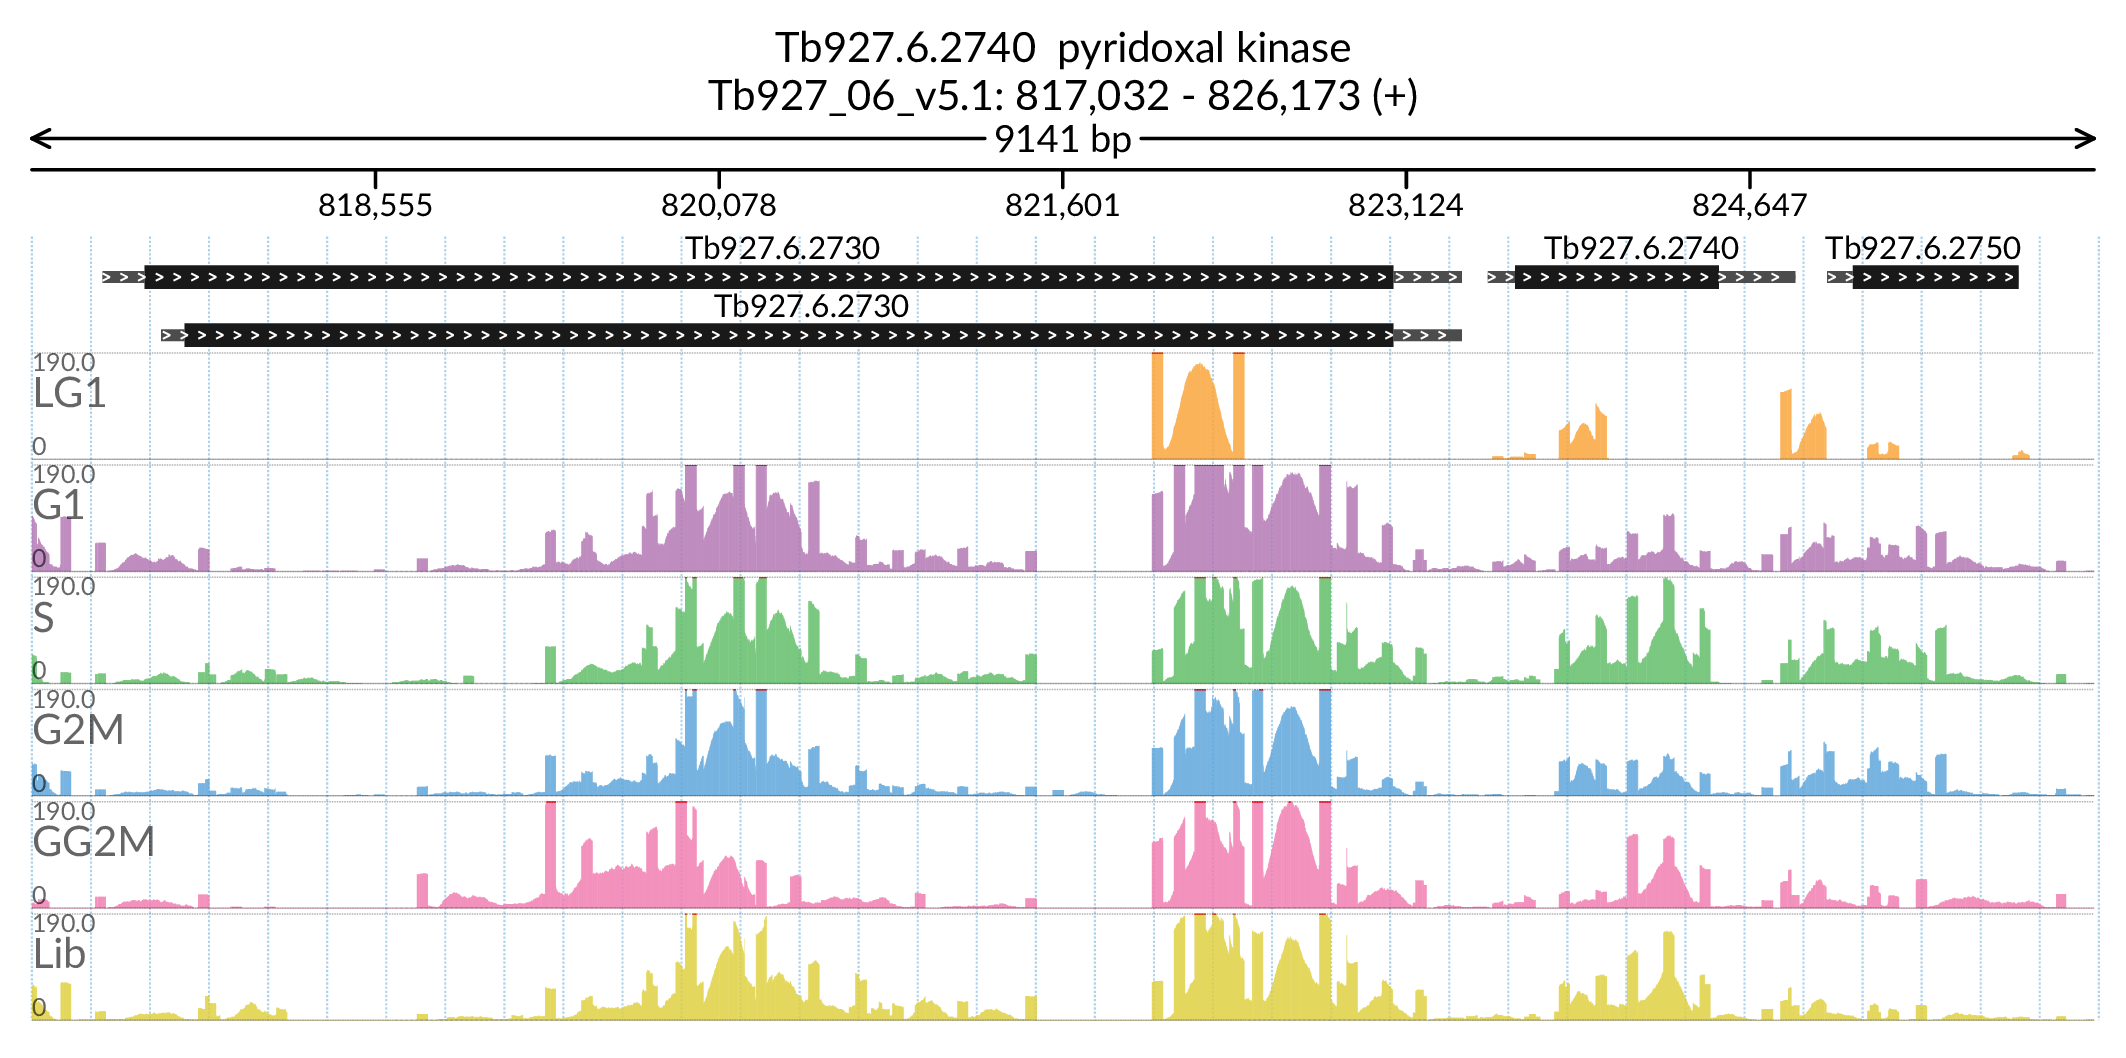 Tb927.6.2740 pyridoxal kinase
Tb927_06_v5.1: 817,032 - 826,173 (+)
9141 bp
818,555 820,078 821,601 823,124 824,647
Tb927.6.2730 Tb927.6.2740 Tb927.6.2750
Tb927.6.2730
190.0
LG1
0
190.0
G1
0
190.0
S
0
190.0
G2M
0
190.0
GG2M
0
190.0
Lib
0